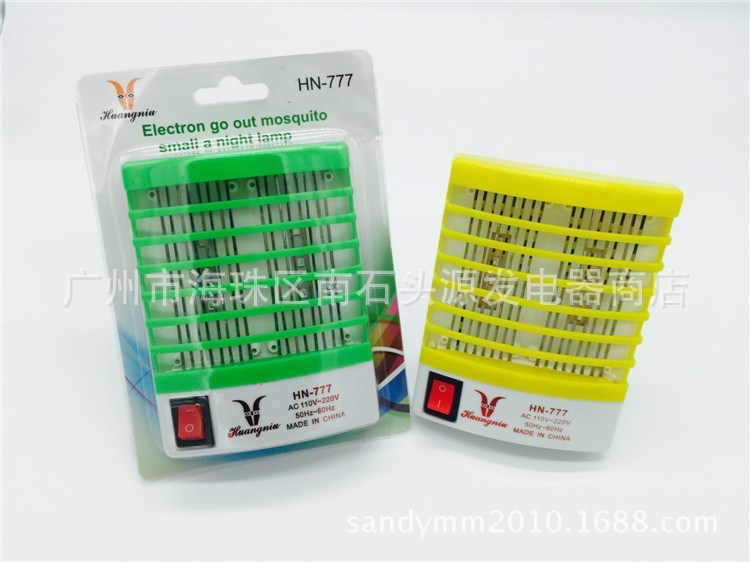 HN-777
Huangniu
Electron go out mosquito
small a night lamp
广州市海珠区南石头源发电器商店
HN-777
AC 110V~220V
50Hz~60Hz
MADE IN CHINA
Huangniu
HN-777
AC 110V~220V
50Hz~60Hz
MADE IN CHINA
Huangniu
sandymm2010.1688.com